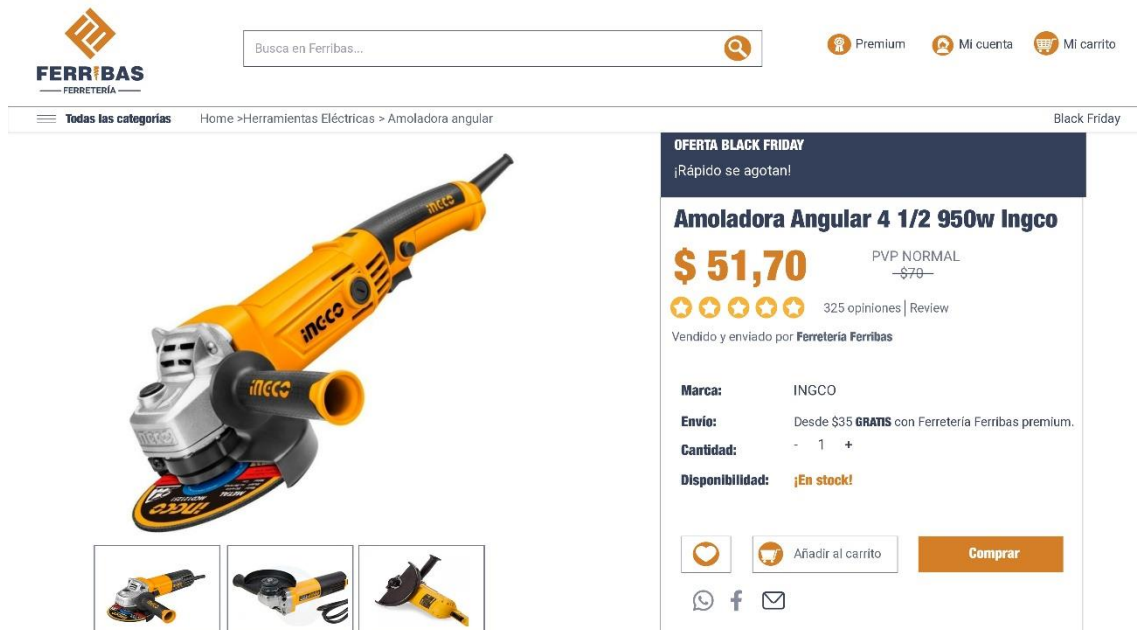 FERRIBAS
FERRETERÍA
Busca en Ferribas...
Premium
Mi cuenta
Mi carrito
Todas las categorías
Home >Herramientas Eléctricas > Amoladora angular
Black Friday
OFERTA BLACK FRIDAY
¡Rápido se agotan!
Amoladora Angular 4 1/2 950w Ingco
$ 51,70
PVP NORMAL
$70
325 opiniones | Review
Vendido y enviado por Ferretería Ferribas
Marca: INGCO
Envío: Desde $35 GRATIS con Ferretería Ferribas premium.
Cantidad: - 1 +
Disponibilidad: ¡En stock!
Añadir al carrito
Comprar
INGCO
INGCO
INGCO
INGCO
INGCO